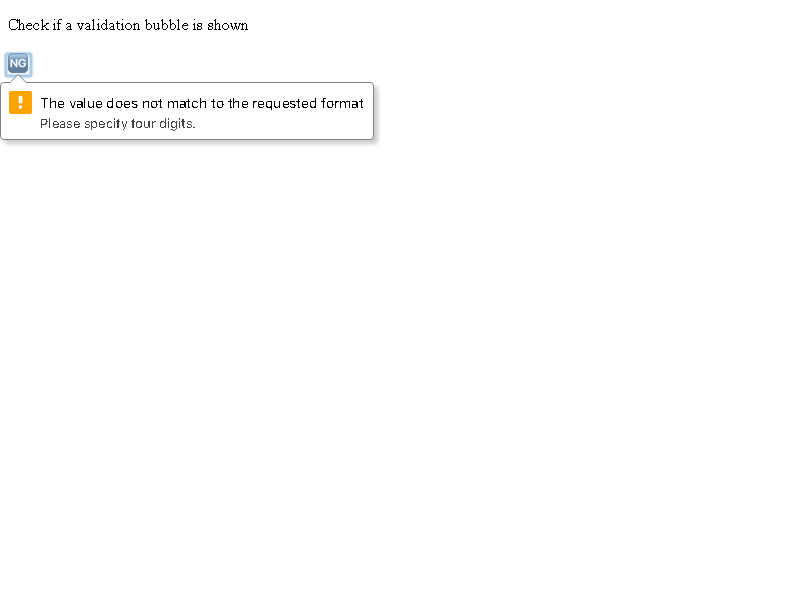 Check if a validation bubble is shown
NG
! The value does not match to the requested format
Please specify four digits.